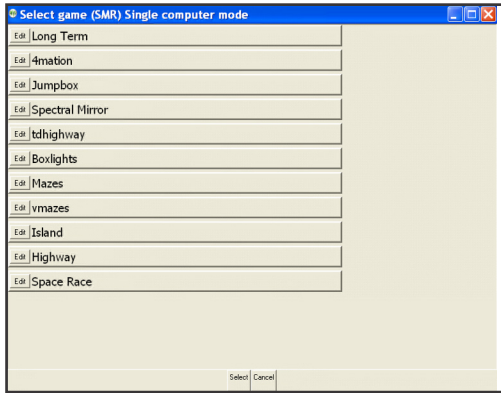 Select game (SMR) Single computer mode
Edit Long Term
Edit 4mation
Edit Jumpbox
Edit Spectral Mirror
Edit tdhighway
Edit Boxlights
Edit Mazes
Edit vmazes
Edit Island
Edit Highway
Edit Space Race
Select Cancel